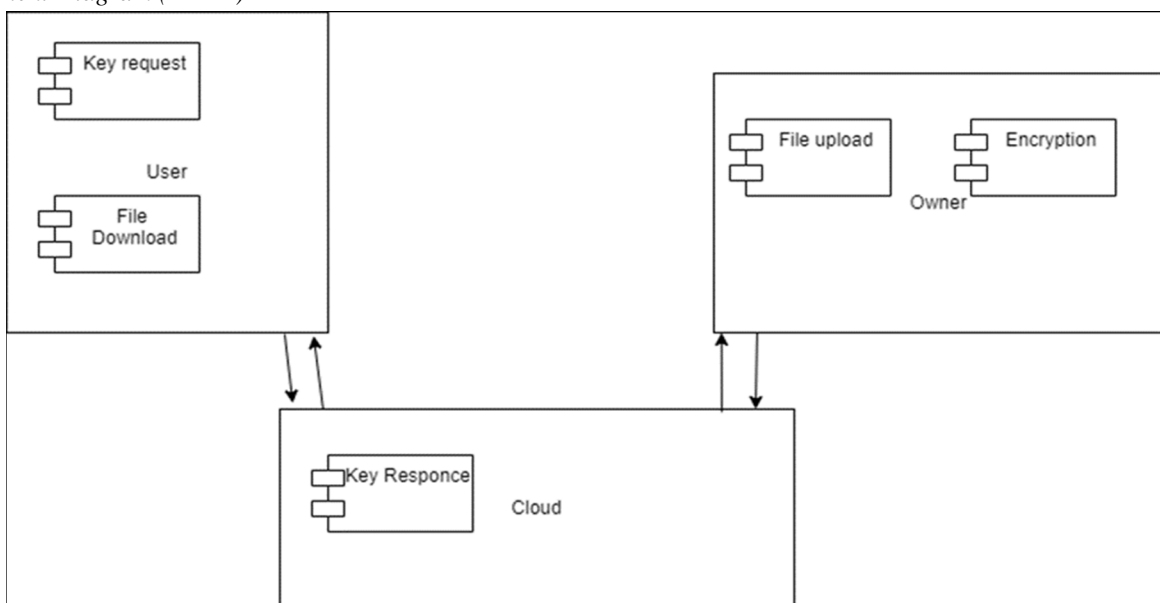 Key request
User
File
Download
File upload
Encryption
Owner
Key Responce
Cloud